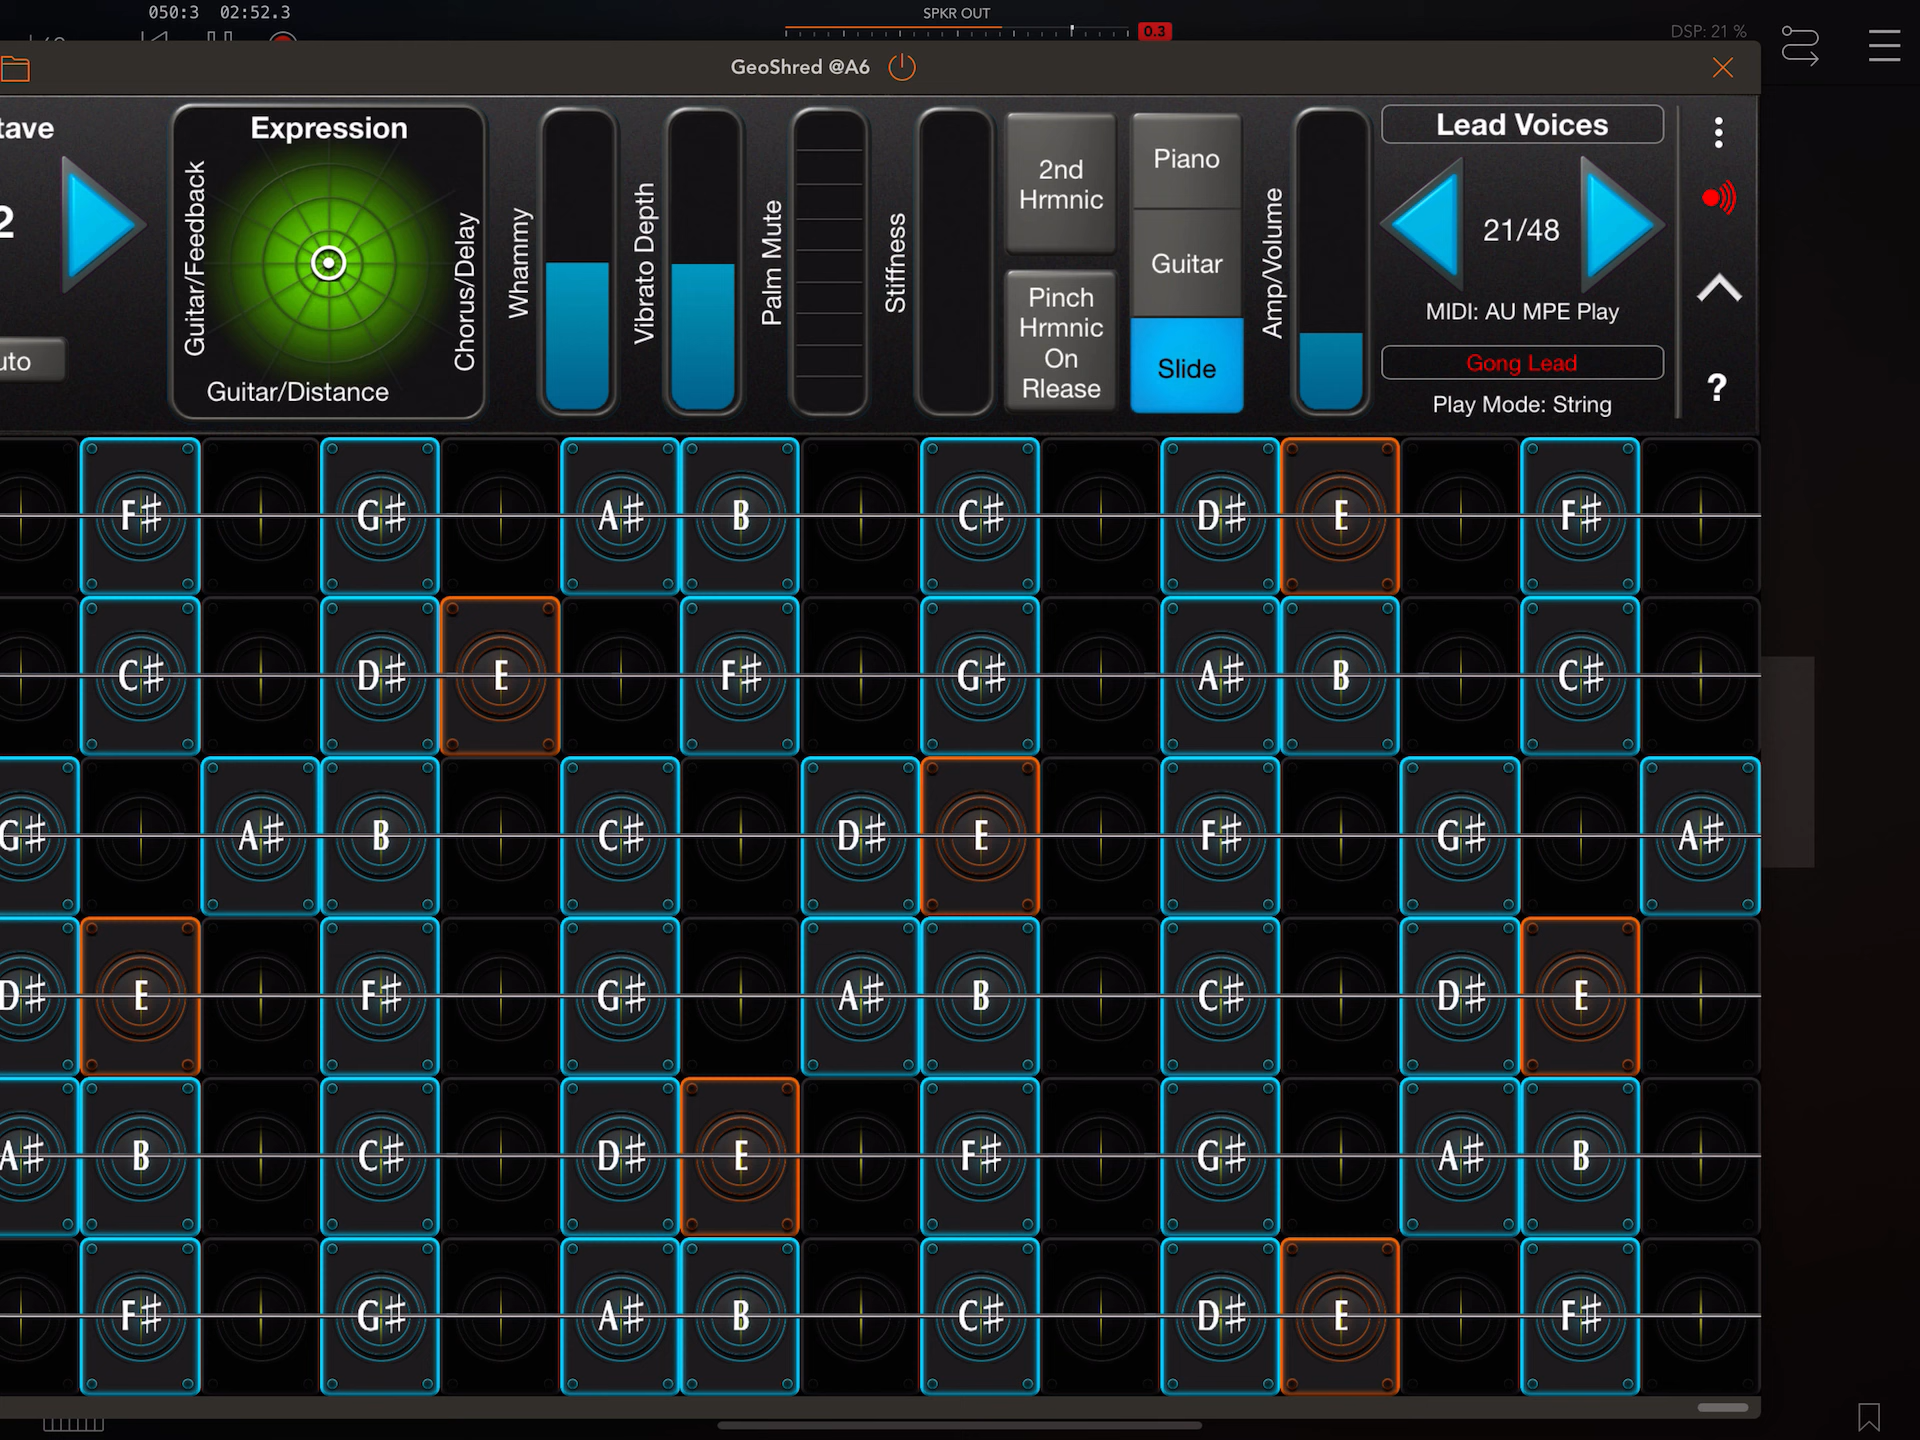 050:3 02:52.3
SPKR OUT
0.3
DSP: 21 %
GeoShred @A6
tave
2
uto
Expression
Guitar/Feedback
Chorus/Delay
Guitar/Distance
Whammy
Vibrato Depth
Palm Mute
Stiffness
2nd
Hrmnic
Pinch
Hrmnic
On
Rlease
Piano
Guitar
Slide
Amp/Volume
Lead Voices
21/48
MIDI: AU MPE Play
Gong Lead
Play Mode: String
?
F♯ G♯ A♯ B C♯ D♯ E F♯
C♯ D♯ E F♯ G♯ A♯ B C♯
G♯ A♯ B C♯ D♯ E F♯ G♯ A♯
D♯ E F♯ G♯ A♯ B C♯ D♯ E
A♯ B C♯ D♯ E F♯ G♯ A♯ B
F♯ G♯ A♯ B C♯ D♯ E F♯